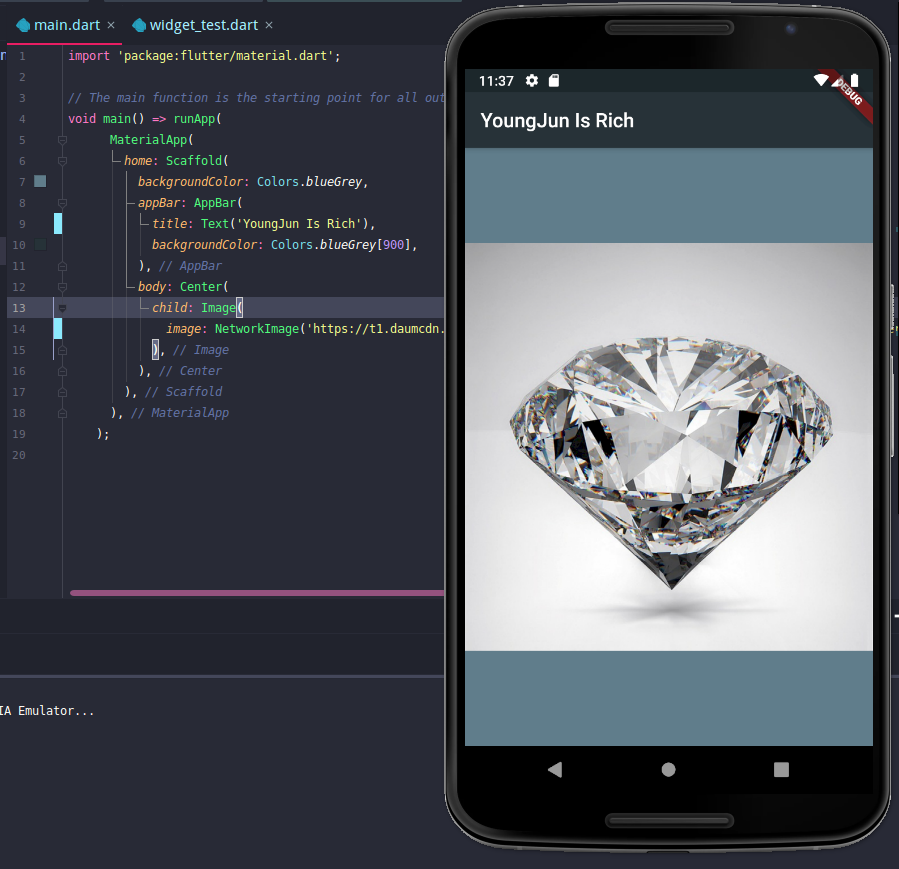 main.dart × widget_test.dart ×
1 import 'package:flutter/material.dart';
2
3 // The main function is the starting point for all
4 void main() => runApp(
5 MaterialApp(
6 home: Scaffold(
7 backgroundColor: Colors.blueGrey,
8 appBar: AppBar(
9 title: Text('YoungJun Is Rich'),
10 backgroundColor: Colors.blueGrey[900],
11 ), // AppBar
12 body: Center(
13 child: Image(
14 image: NetworkImage('https://t1.daumcdn.
15 ), // Image
16 ), // Center
17 ), // Scaffold
18 ), // MaterialApp
19 );
20
IA Emulator...
11:37
DEBUG
YoungJun Is Rich